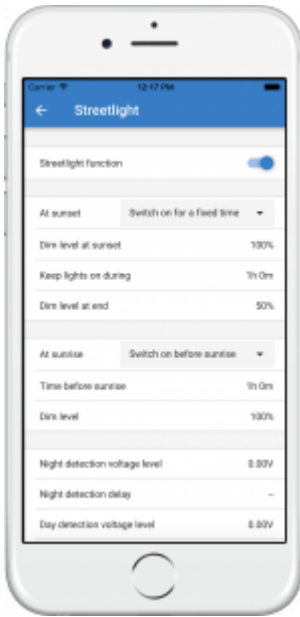 Carrier 12:17 PM
Streetlight
Streetlight function
At sunset Switch on for a fixed time
Dim level at sunset 100%
Keep lights on during 1h 0m
Dim level at end 50%
At sunrise Switch on before sunrise
Time before sunrise 1h 0m
Dim level 100%
Night detection voltage level 0.00V
Night detection delay --
Day detection voltage level 0.00V